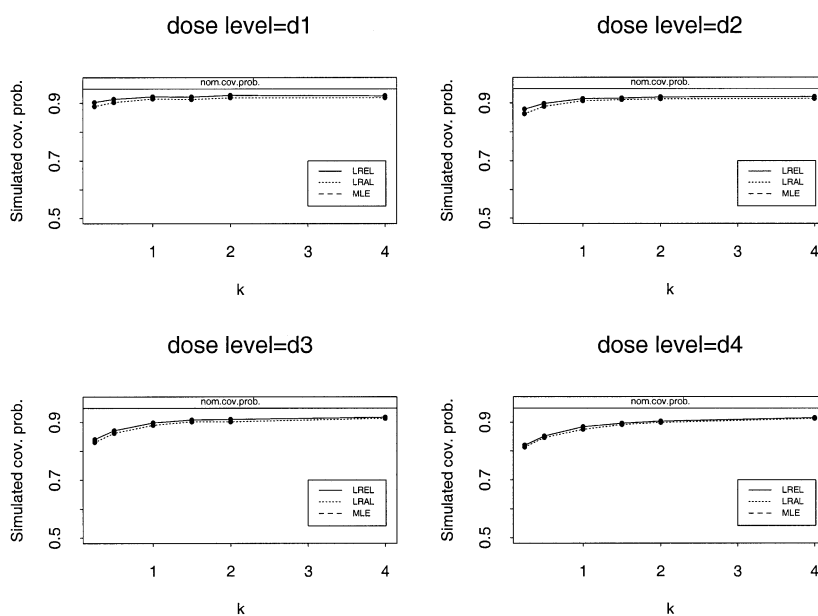 dose level=d1
nom.cov.prob.
Simulated cov. prob.
0.9
0.7
0.5
LREL
LRAL
MLE
1 2 3 4
k
dose level=d2
nom.cov.prob.
Simulated cov. prob.
0.9
0.7
0.5
LREL
LRAL
MLE
1 2 3 4
k
dose level=d3
nom.cov.prob.
Simulated cov. prob.
0.9
0.7
0.5
LREL
LRAL
MLE
1 2 3 4
k
dose level=d4
nom.cov.prob.
Simulated cov. prob.
0.9
0.7
0.5
LREL
LRAL
MLE
1 2 3 4
k